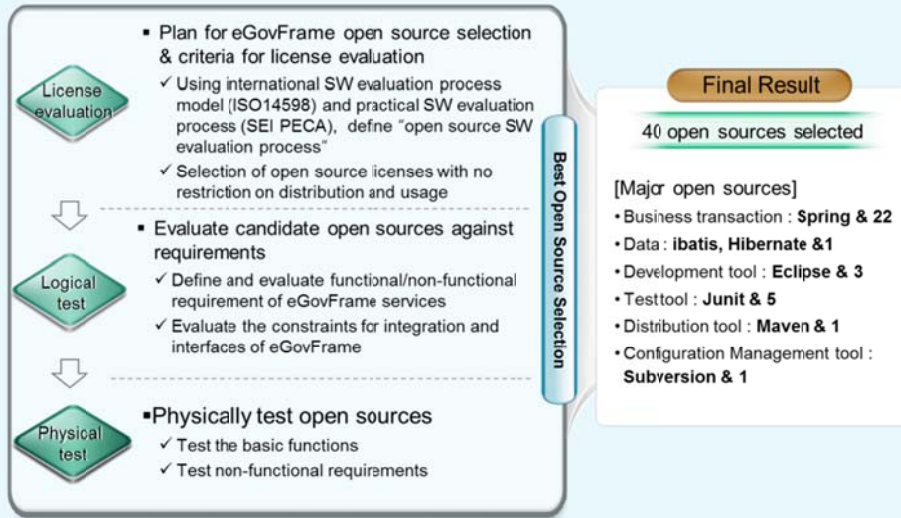 License
evaluation
▪ Plan for eGovFrame open source selection
& criteria for license evaluation
✓ Using international SW evaluation process
model (ISO14598) and practical SW evaluation
process (SEI PECA), define "open source SW
evaluation process"
✓ Selection of open source licenses with no
restriction on distribution and usage
Logical
test
▪ Evaluate candidate open sources against
requirements
✓ Define and evaluate functional/non-functional
requirement of eGovFrame services
✓ Evaluate the constraints for integration and
interfaces of eGovFrame
Physical
test
▪Physically test open sources
✓ Test the basic functions
✓ Test non-functional requirements
Best Open Source Selection
Final Result
40 open sources selected
[Major open sources]
• Business transaction : Spring & 22
• Data : ibatis, Hibernate &1
• Development tool : Eclipse & 3
• Testtool : Junit & 5
• Distribution tool : Maven & 1
• Configuration Management tool :
Subversion & 1